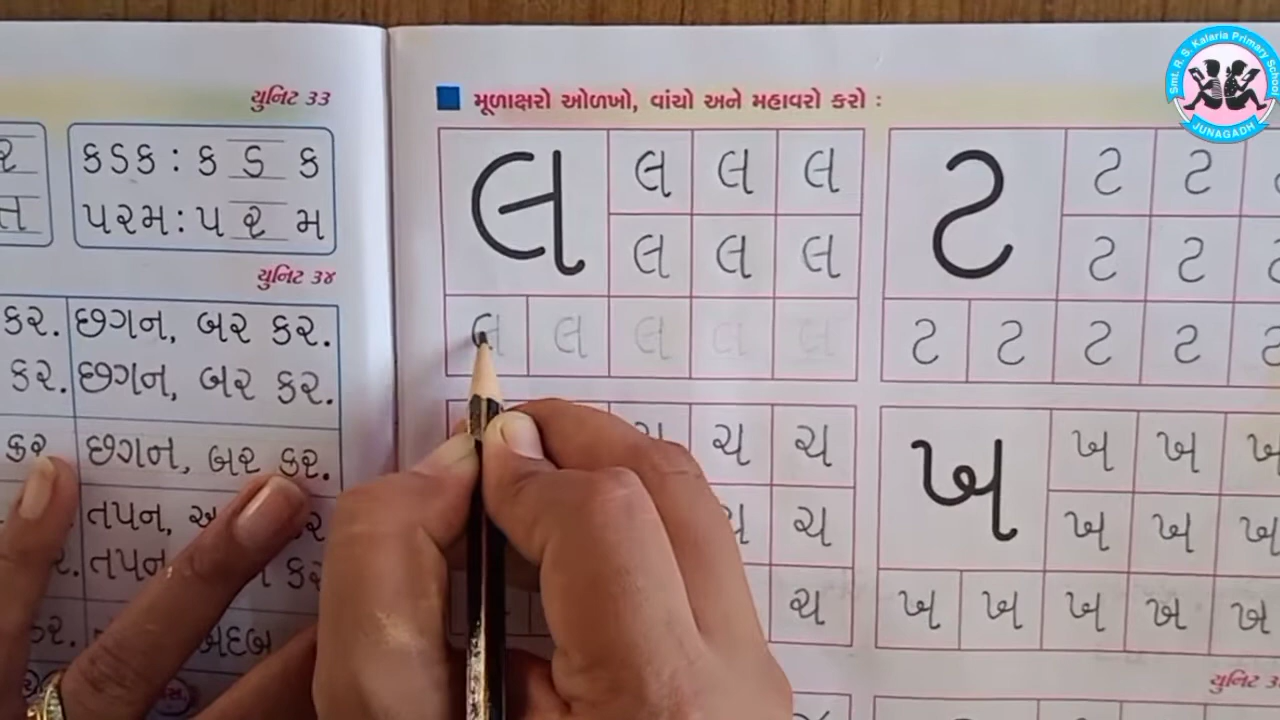 યુનિટ ૩૩
કડક : ક ડ ક
પરમ : પ ર મ
યુનિટ ૩૪
કર. છગન, બર કર.
કર. છગન, બર કર.
કર છગન, બર કર.
તપન,
તપન
મૂળાક્ષરો ઓળખો, વાંચો અને મહાવરો કરો :
લ લ લ લ
લ લ લ
લ લ લ લ લ
ટ ટ ટ
ટ ટ
ટ ટ ટ ટ
ચ ચ
ચ
ચ
ખ ખ ખ
ખ ખ
ખ ખ ખ ખ ખ
યુનિટ
Smt. R. S. Kalaria Primary School
JUNAGADH